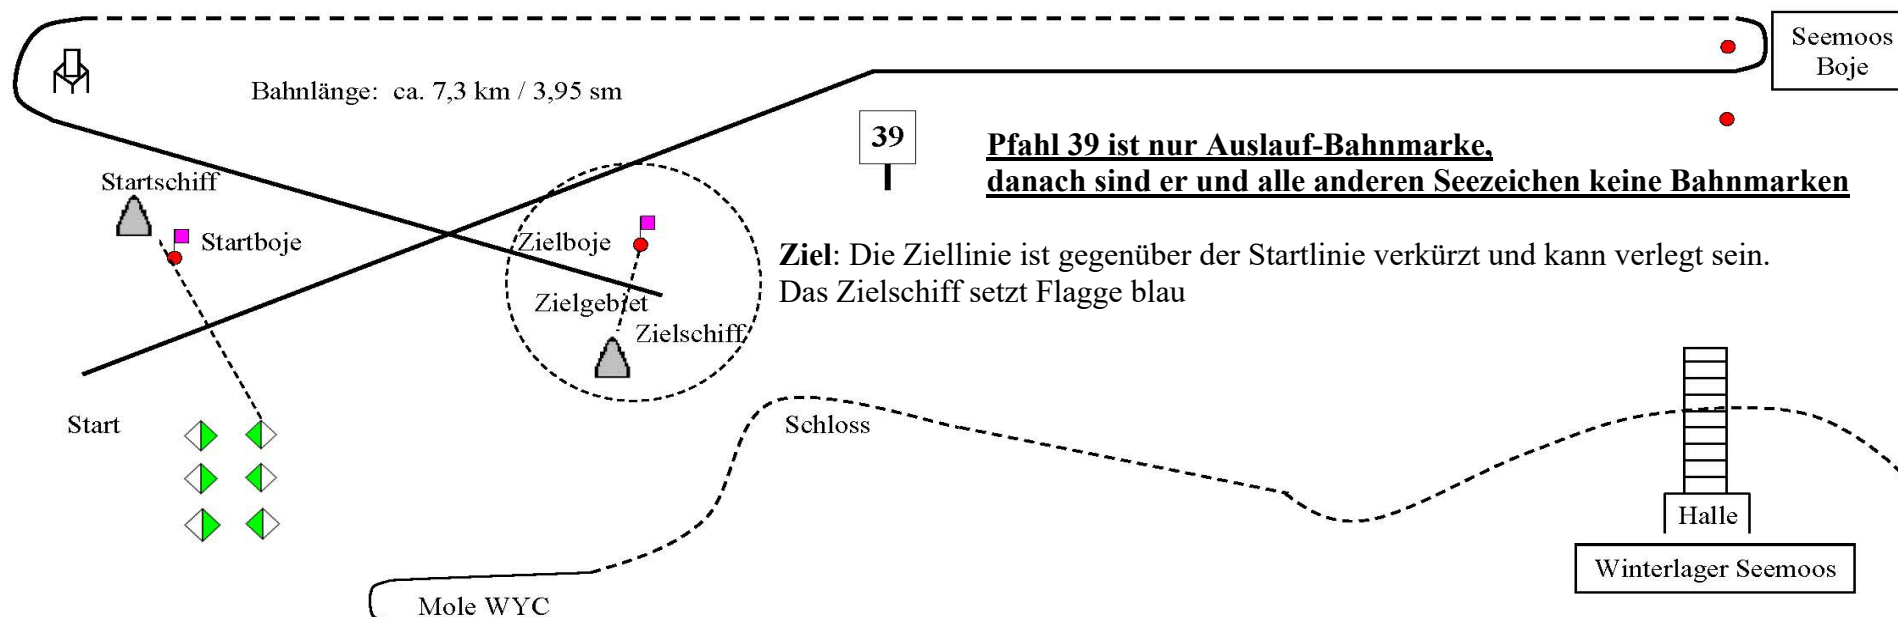 Seemoos
Boje
Bahnlänge: ca. 7,3 km / 3,95 sm
39
Pfahl 39 ist nur Auslauf-Bahnmarke,
danach sind er und alle anderen Seezeichen keine Bahnmarken
Startschiff
Startboje
Zielboje
Ziel: Die Ziellinie ist gegenüber der Startlinie verkürzt und kann verlegt sein.
Das Zielschiff setzt Flagge blau
Zielgebiet
Zielschiff
Start
Schloss
Halle
Winterlager Seemoos
Mole WYC